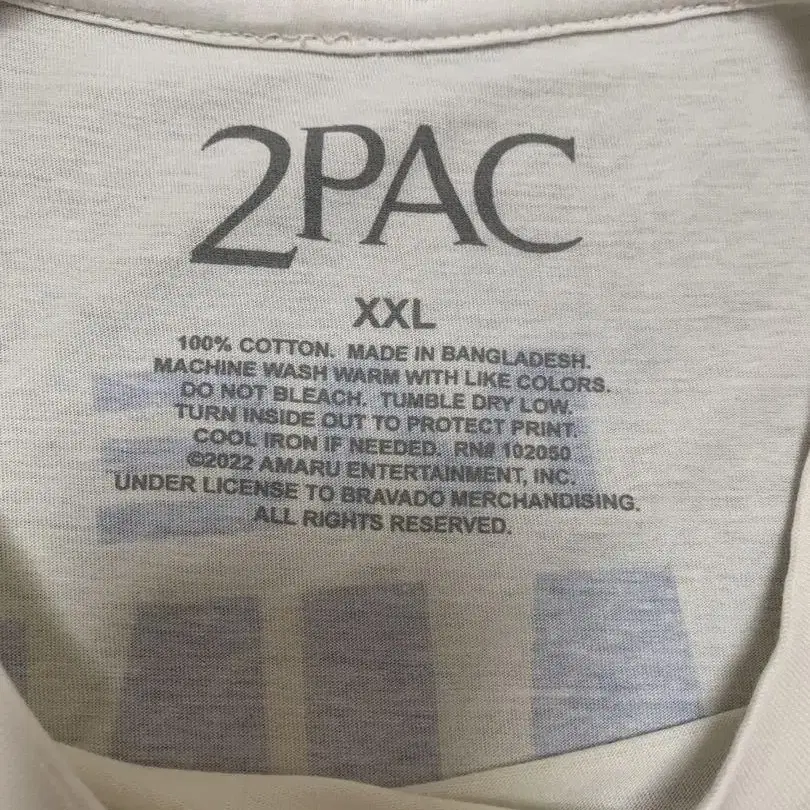 2PAC
XXL
100% COTTON. MADE IN BANGLADESH.
MACHINE WASH WARM WITH LIKE COLORS.
DO NOT BLEACH. TUMBLE DRY LOW.
TURN INSIDE OUT TO PROTECT PRINT.
COOL IRON IF NEEDED. RN# 102050
©2022 AMARU ENTERTAINMENT, INC.
UNDER LICENSE TO BRAVADO MERCHANDISING.
ALL RIGHTS RESERVED.